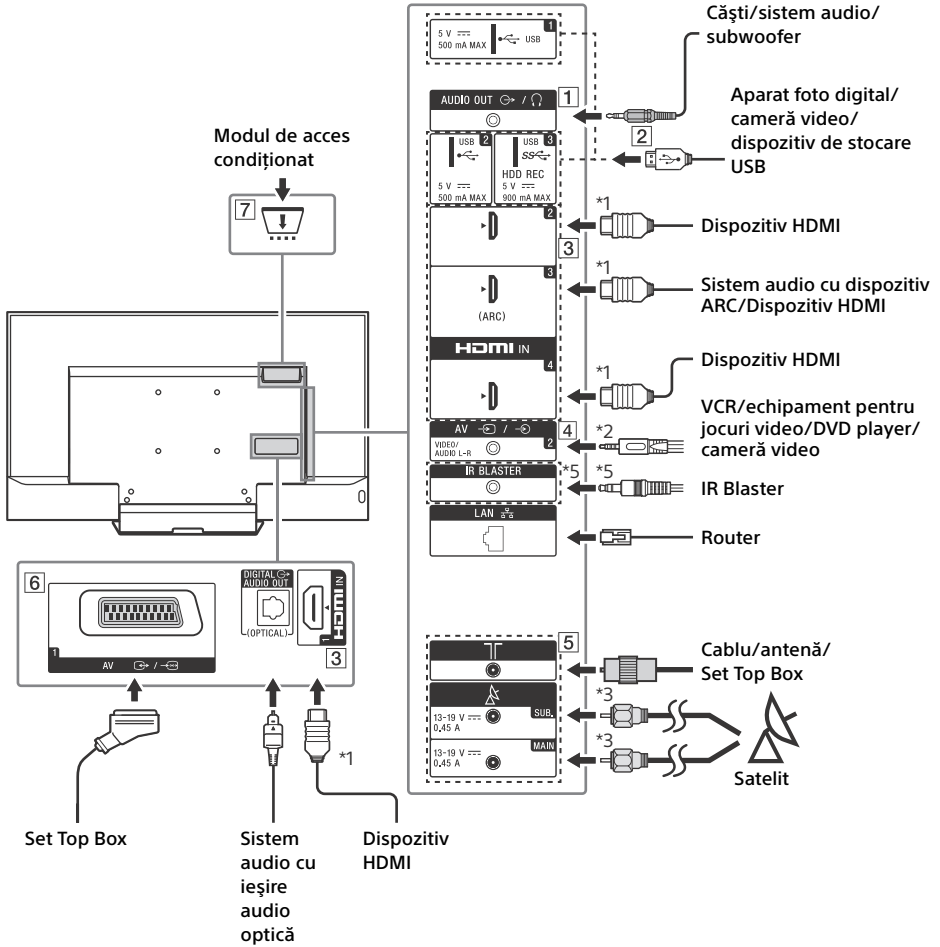 Căşti/sistem audio/
subwoofer
1
5 V
500 mA MAX
USB
AUDIO OUT /
1
Aparat foto digital/
cameră video/
dispozitiv de stocare
USB
2
USB 2
5 V
500 mA MAX
USB 3
SS
HDD REC
5 V
900 mA MAX
Modul de acces
condiţionat
7
2
*1
Dispozitiv HDMI
3
3
(ARC)
*1
Sistem audio cu dispozitiv
ARC/Dispozitiv HDMI
HDMI IN
4
*1
Dispozitiv HDMI
AV /
VIDEO/
AUDIO L-R
2
4
*2
VCR/echipament pentru
jocuri video/DVD player/
cameră video
IR BLASTER
*5
*5
IR Blaster
LAN
Router
6
1
AV /
DIGITAL
AUDIO OUT
(OPTICAL)
HDMI IN
1
3
*1
Set Top Box
Sistem
audio cu
ieşire
audio
optică
Dispozitiv
HDMI
5
Cablu/antenă/
Set Top Box
13-19 V
0.45 A
SUB.
*3
13-19 V
0.45 A
MAIN
*3
Satelit